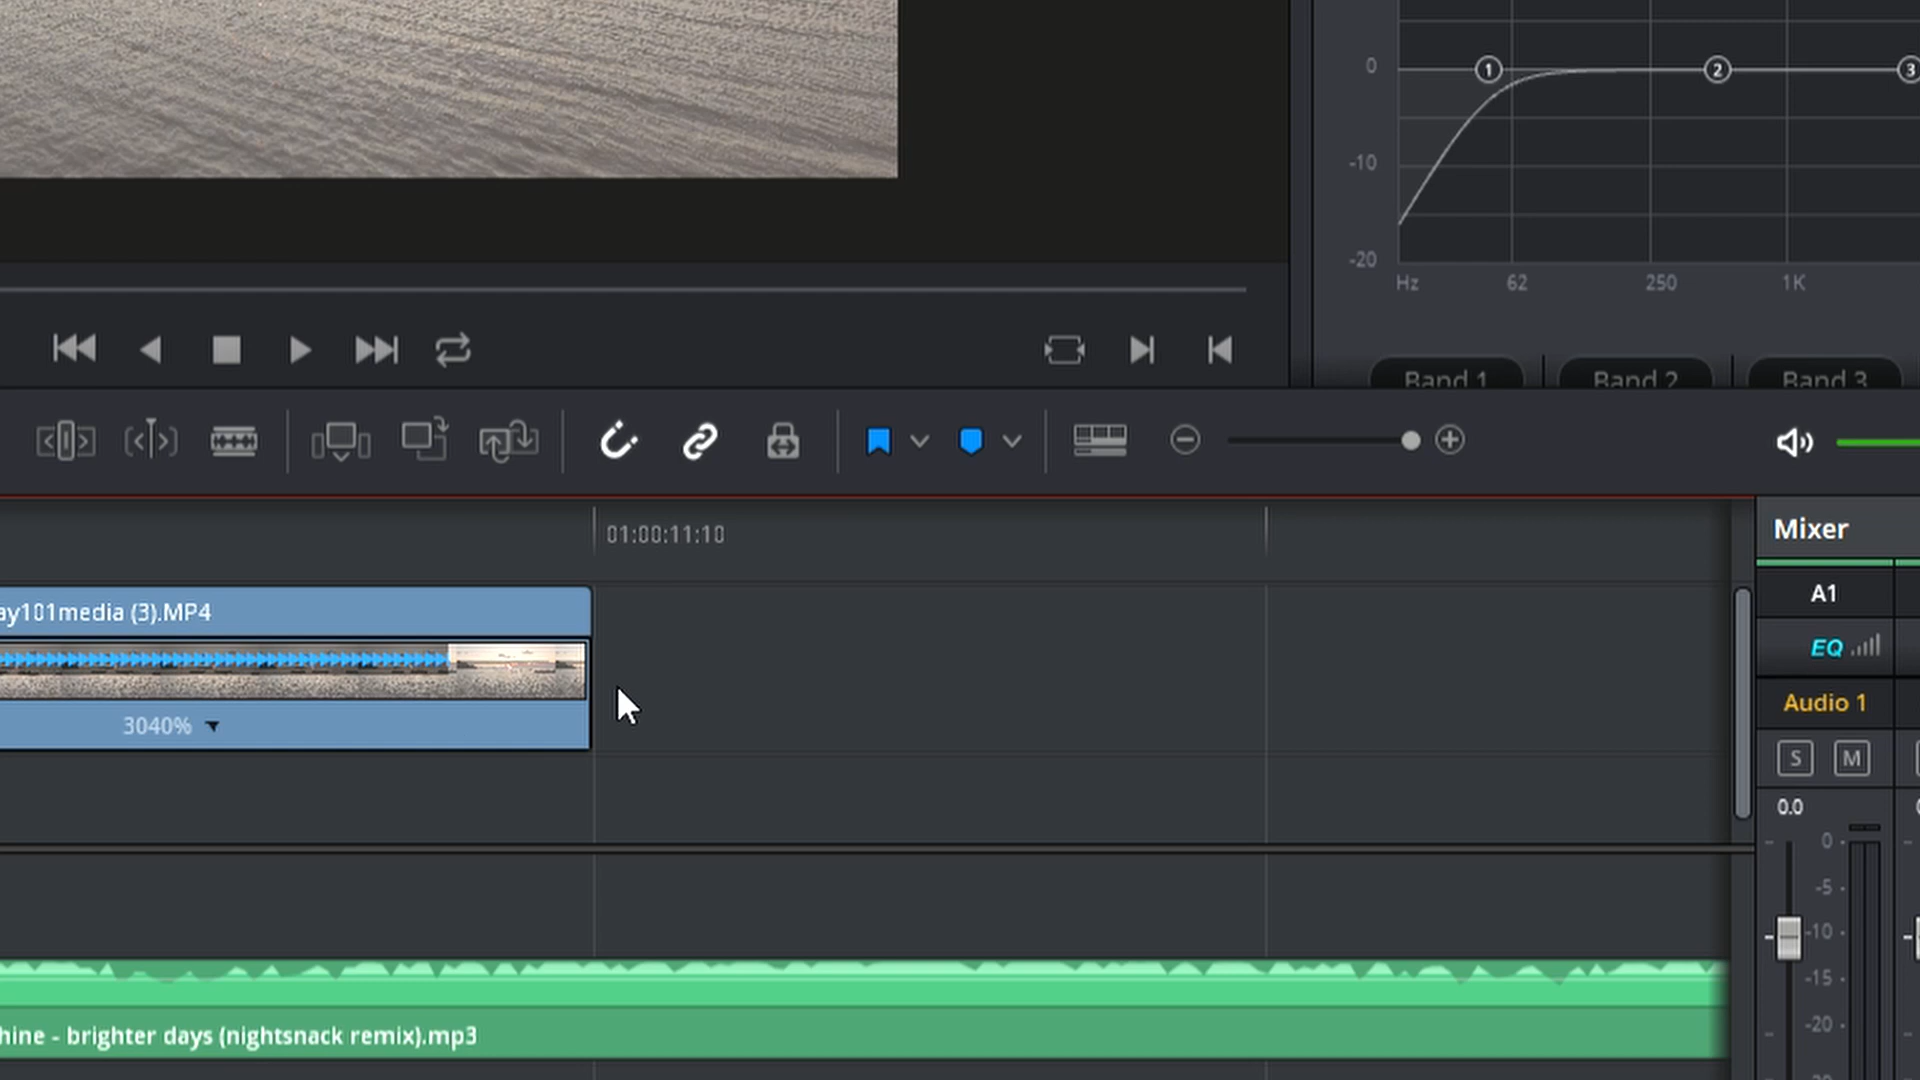 0
-10
-20
Hz 62 250 1K
1 2 3
Band 1 Band 2 Band 3
01:00:11:10
Mixer
A1
ay101media (3).MP4
EQ
Audio 1
3040%
S M
0.0
0
-5
-10
-15
-20
hine - brighter days (nightsnack remix).mp3